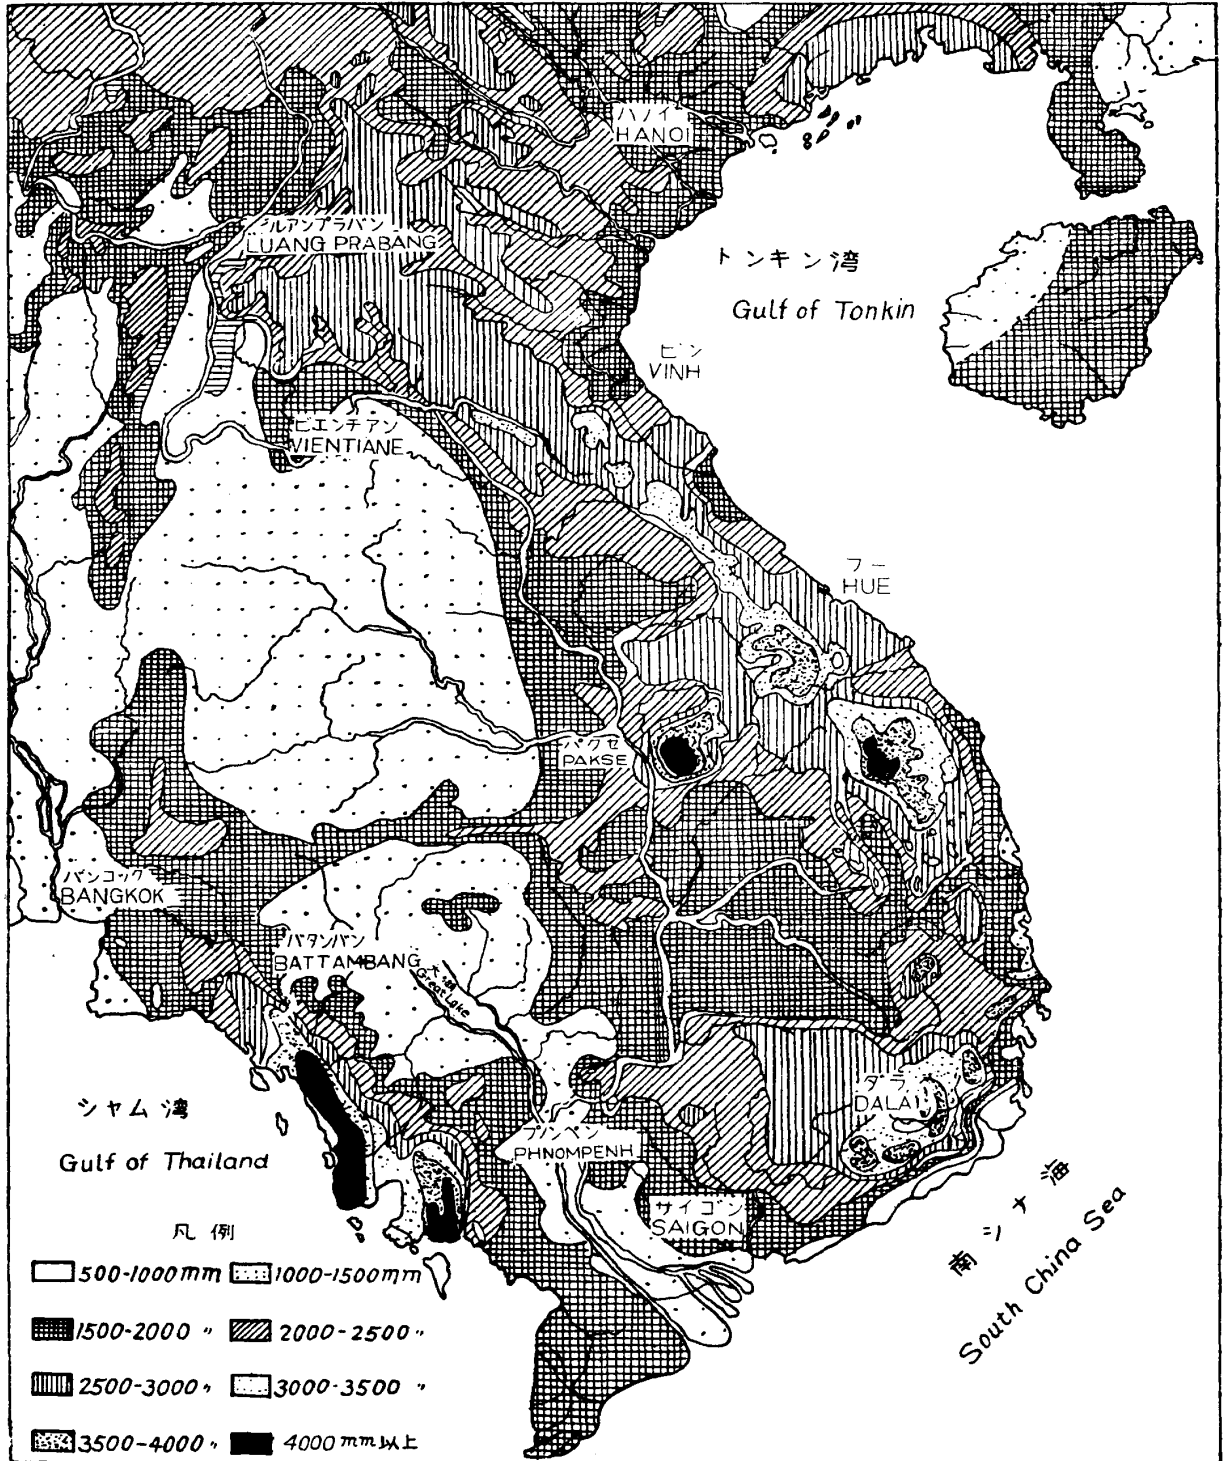 ハノイ
HANOI
ルアンプラバン
LUANG PRABANG
トンキン湾
Gulf of Tonkin
ビン
VINH
ビエンチアン
VIENTIANE
フー
HUE
パクセ
PAKSE
バンコック
BANGKOK
バタンバン
BATTAMBANG
Great Lake
ダラ
DALAT
シャム湾
Gulf of Thailand
プノンペン
PHNOMPENH
サイゴン
SAIGON
南シナ海
South China Sea
凡例
500-1000mm 1000-1500mm
1500-2000 〃 2000-2500 〃
2500-3000 〃 3000-3500 〃
3500-4000 〃 4000mm以上